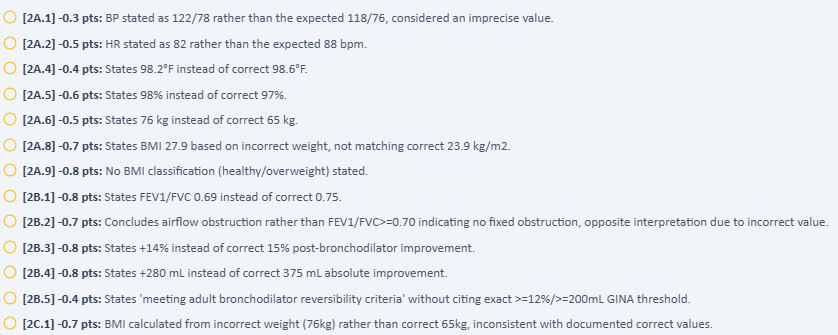 [2A.1] -0.3 pts: BP stated as 122/78 rather than the expected 118/76, considered an imprecise value.
[2A.2] -0.5 pts: HR stated as 82 rather than the expected 88 bpm.
[2A.4] -0.4 pts: States 98.2°F instead of correct 98.6°F.
[2A.5] -0.6 pts: States 98% instead of correct 97%.
[2A.6] -0.5 pts: States 76 kg instead of correct 65 kg.
[2A.8] -0.7 pts: States BMI 27.9 based on incorrect weight, not matching correct 23.9 kg/m2.
[2A.9] -0.8 pts: No BMI classification (healthy/overweight) stated.
[2B.1] -0.8 pts: States FEV1/FVC 0.69 instead of correct 0.75.
[2B.2] -0.7 pts: Concludes airflow obstruction rather than FEV1/FVC>=0.70 indicating no fixed obstruction, opposite interpretation due to incorrect value.
[2B.3] -0.8 pts: States +14% instead of correct 15% post-bronchodilator improvement.
[2B.4] -0.8 pts: States +280 mL instead of correct 375 mL absolute improvement.
[2B.5] -0.4 pts: States 'meeting adult bronchodilator reversibility criteria' without citing exact >=12%/>=200mL GINA threshold.
[2C.1] -0.7 pts: BMI calculated from incorrect weight (76kg) rather than correct 65kg, inconsistent with documented correct values.